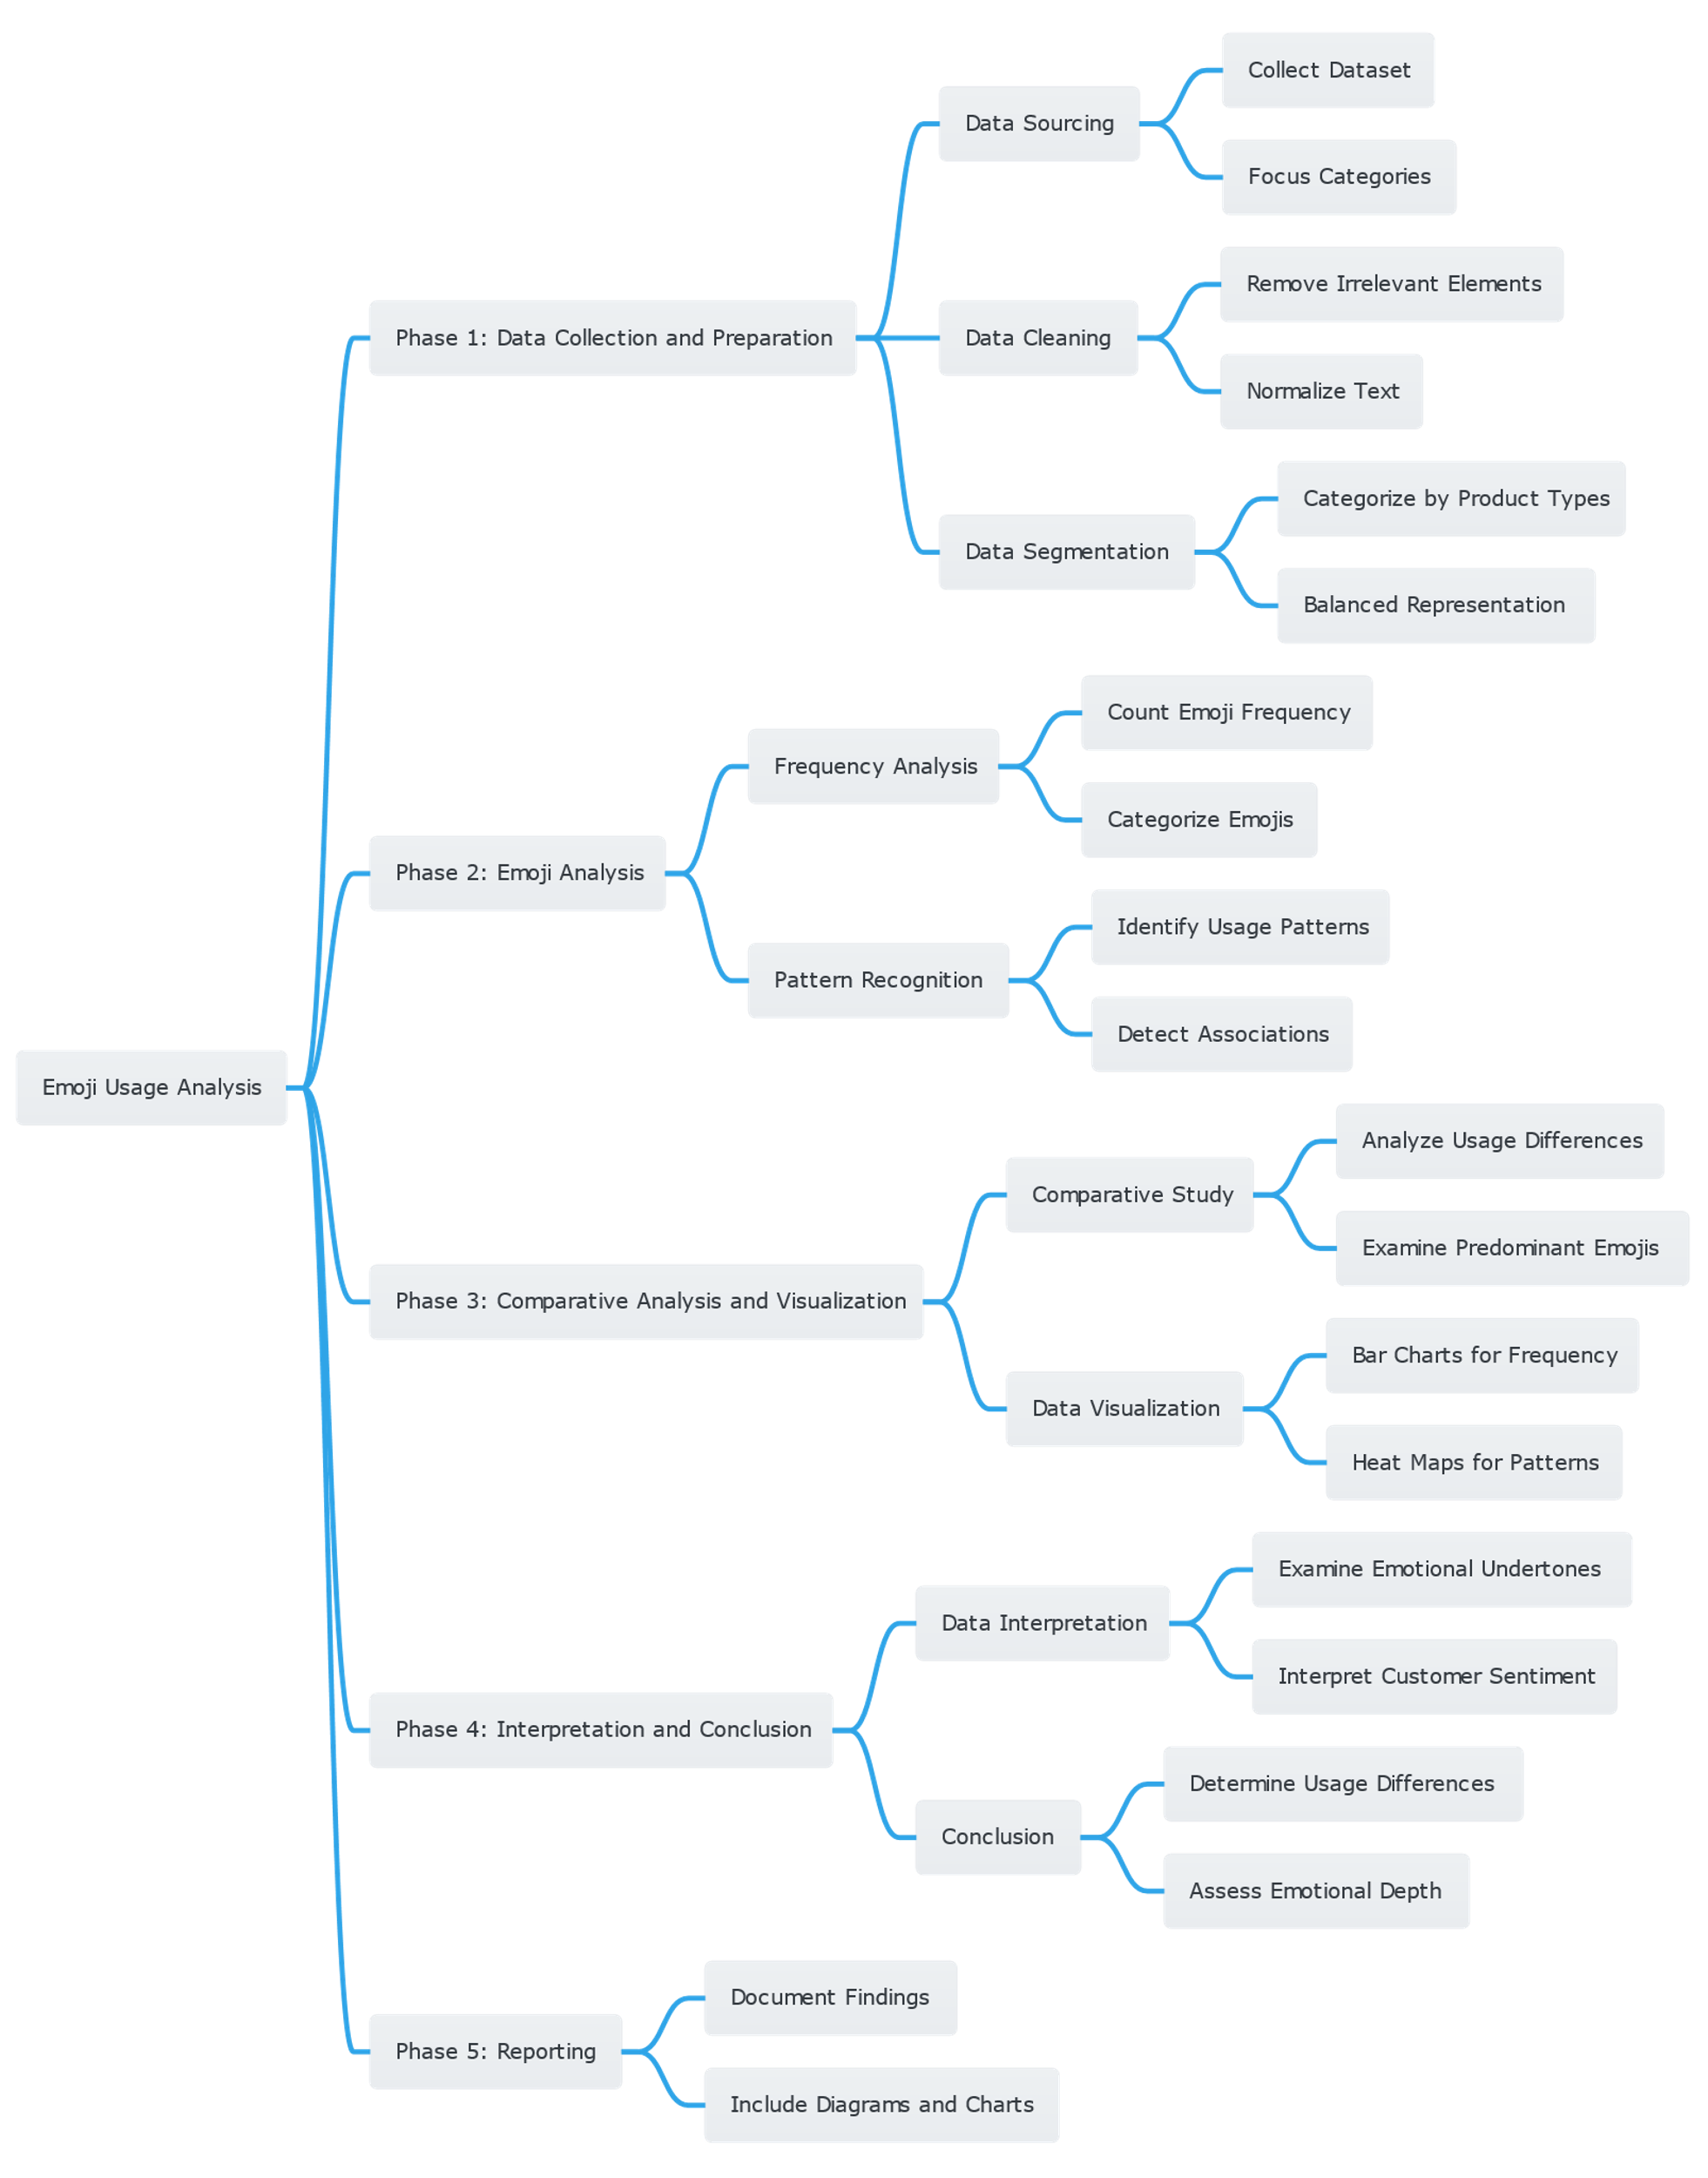 Emoji Usage Analysis
Phase 1: Data Collection and Preparation
Data Sourcing
Collect Dataset
Focus Categories
Data Cleaning
Remove Irrelevant Elements
Normalize Text
Data Segmentation
Categorize by Product Types
Balanced Representation
Phase 2: Emoji Analysis
Frequency Analysis
Count Emoji Frequency
Categorize Emojis
Pattern Recognition
Identify Usage Patterns
Detect Associations
Phase 3: Comparative Analysis and Visualization
Comparative Study
Analyze Usage Differences
Examine Predominant Emojis
Data Visualization
Bar Charts for Frequency
Heat Maps for Patterns
Phase 4: Interpretation and Conclusion
Data Interpretation
Examine Emotional Undertones
Interpret Customer Sentiment
Conclusion
Determine Usage Differences
Assess Emotional Depth
Phase 5: Reporting
Document Findings
Include Diagrams and Charts